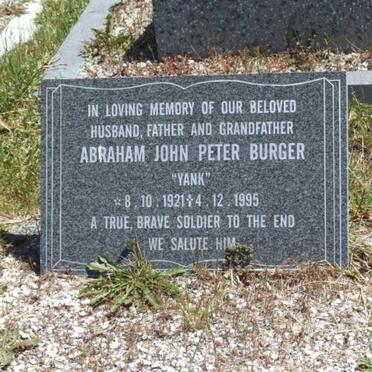 IN LOVING MEMORY OF OUR BELOVED
HUSBAND, FATHER AND GRANDFATHER
ABRAHAM JOHN PETER BURGER
"YANK"
☆8.10.1921✝4.12.1995
A TRUE, BRAVE SOLDIER TO THE END
WE SALUTE HIM